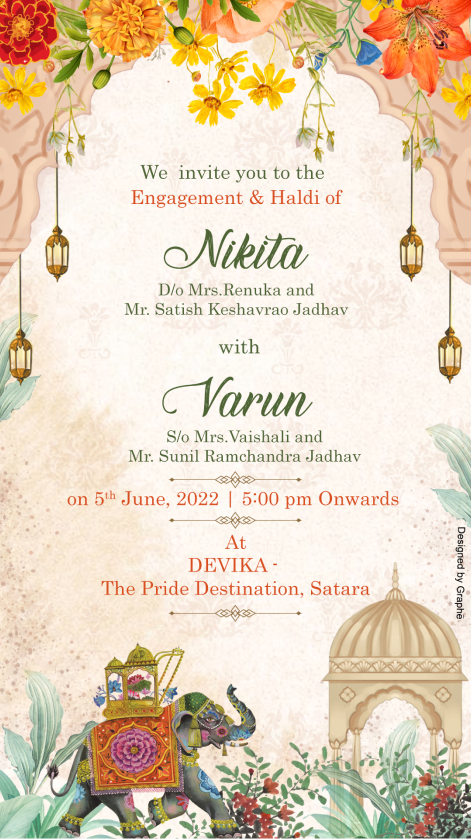 We invite you to the
Engagement & Haldi of
Nikita
D/o Mrs.Renuka and
Mr. Satish Keshavrao Jadhav
with
Varun
S/o Mrs.Vaishali and
Mr. Sunil Ramchandra Jadhav
on 5th June, 2022 | 5:00 pm Onwards
At
DEVIKA -
The Pride Destination, Satara
Designed by Graphe